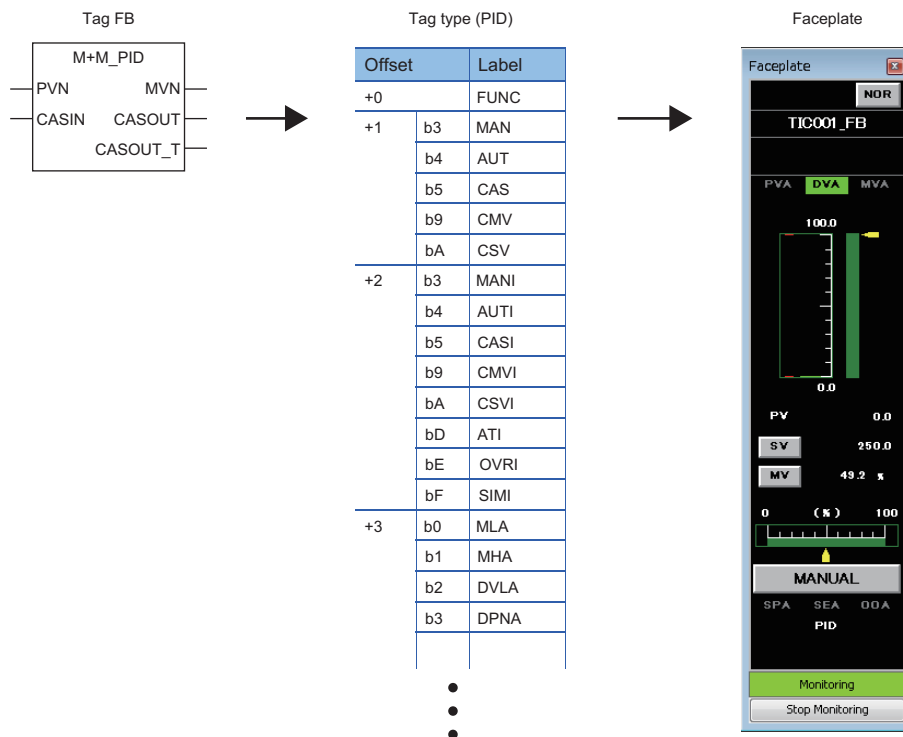 Tag FB
Tag type (PID)
Faceplate
M+M_PID
PVN MVN
CASIN CASOUT
CASOUT_T
Offset Label
+0 FUNC
+1 b3 MAN
b4 AUT
b5 CAS
b9 CMV
bA CSV
+2 b3 MANI
b4 AUTI
b5 CASI
b9 CMVI
bA CSVI
bD ATI
bE OVRI
bF SIMI
+3 b0 MLA
b1 MHA
b2 DVLA
b3 DPNA
Faceplate
NOR
TIC001_FB
PVA DVA MVA
100.0
0.0
PV 0.0
SV 250.0
MV 49.2 %
0 (%) 100
MANUAL
SPA SEA OOA
PID
Monitoring
Stop Monitoring